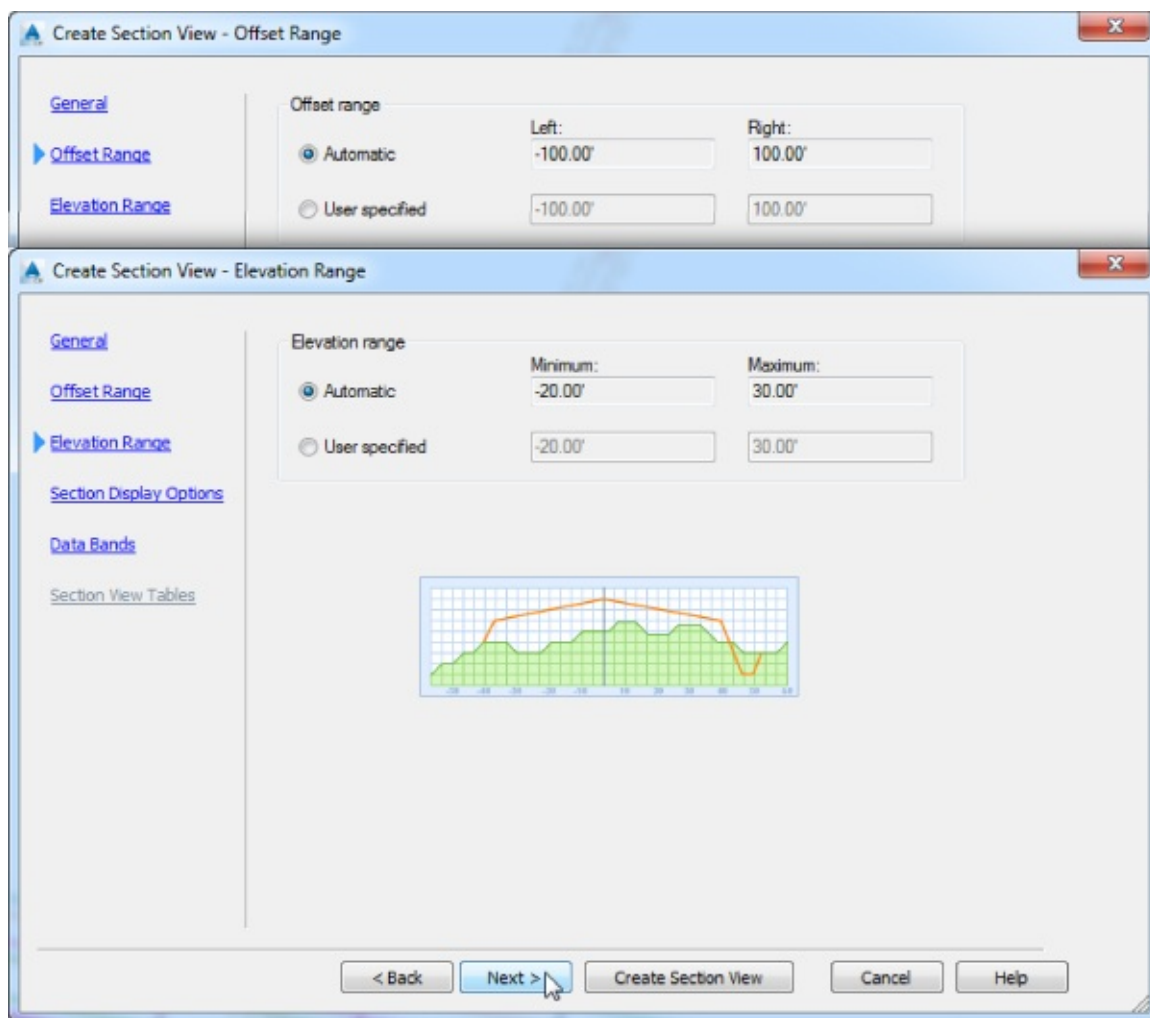 Create Section View - Offset Range
General
Offset Range
Elevation Range
Offset range
Left: Right:
Automatic -100.00' 100.00'
User specified -100.00' 100.00'
Create Section View - Elevation Range
General
Offset Range
Elevation Range
Section Display Options
Data Bands
Section View Tables
Elevation range
Minimum: Maximum:
Automatic -20.00' 30.00'
User specified -20.00' 30.00'
< Back Next > Create Section View Cancel Help